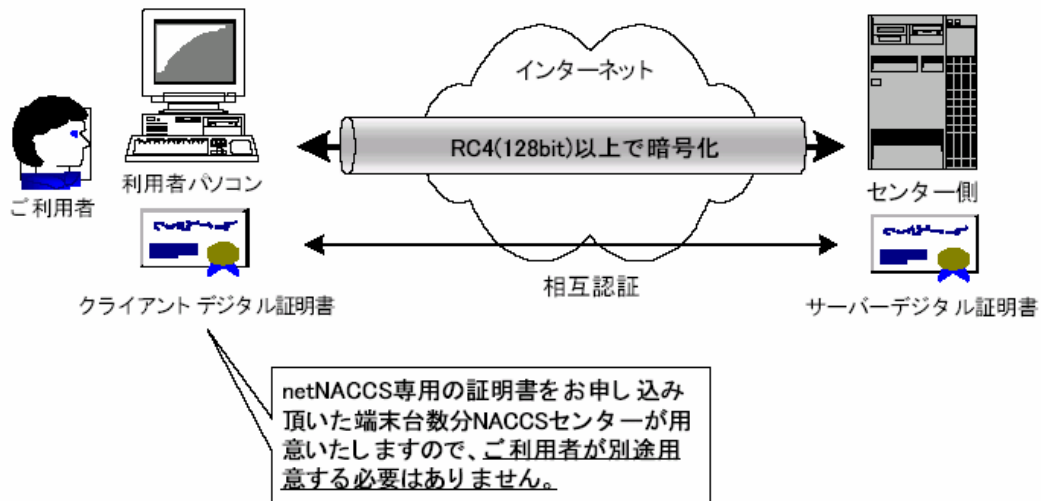 インターネット
RC4(128bit)以上で暗号化
ご利用者
利用者パソコン
センター側
相互認証
クライアント デジタル証明書
サーバーデジタル証明書
netNACCS専用の証明書をお申し込み
頂いた端末台数分NACCSセンターが用
意いたしますので、ご利用者が別途用
意する必要はありません。